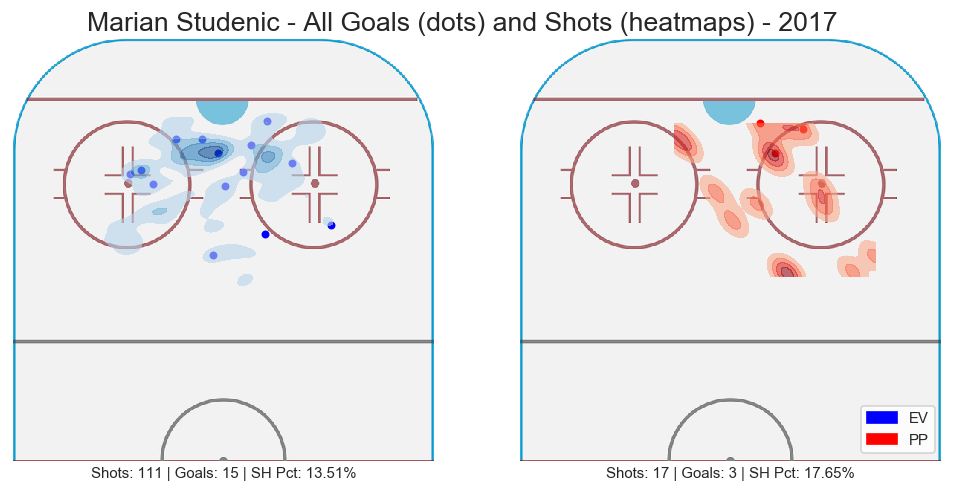 Marian Studenic - All Goals (dots) and Shots (heatmaps) - 2017
EV
PP
Shots: 111 | Goals: 15 | SH Pct: 13.51%
Shots: 17 | Goals: 3 | SH Pct: 17.65%